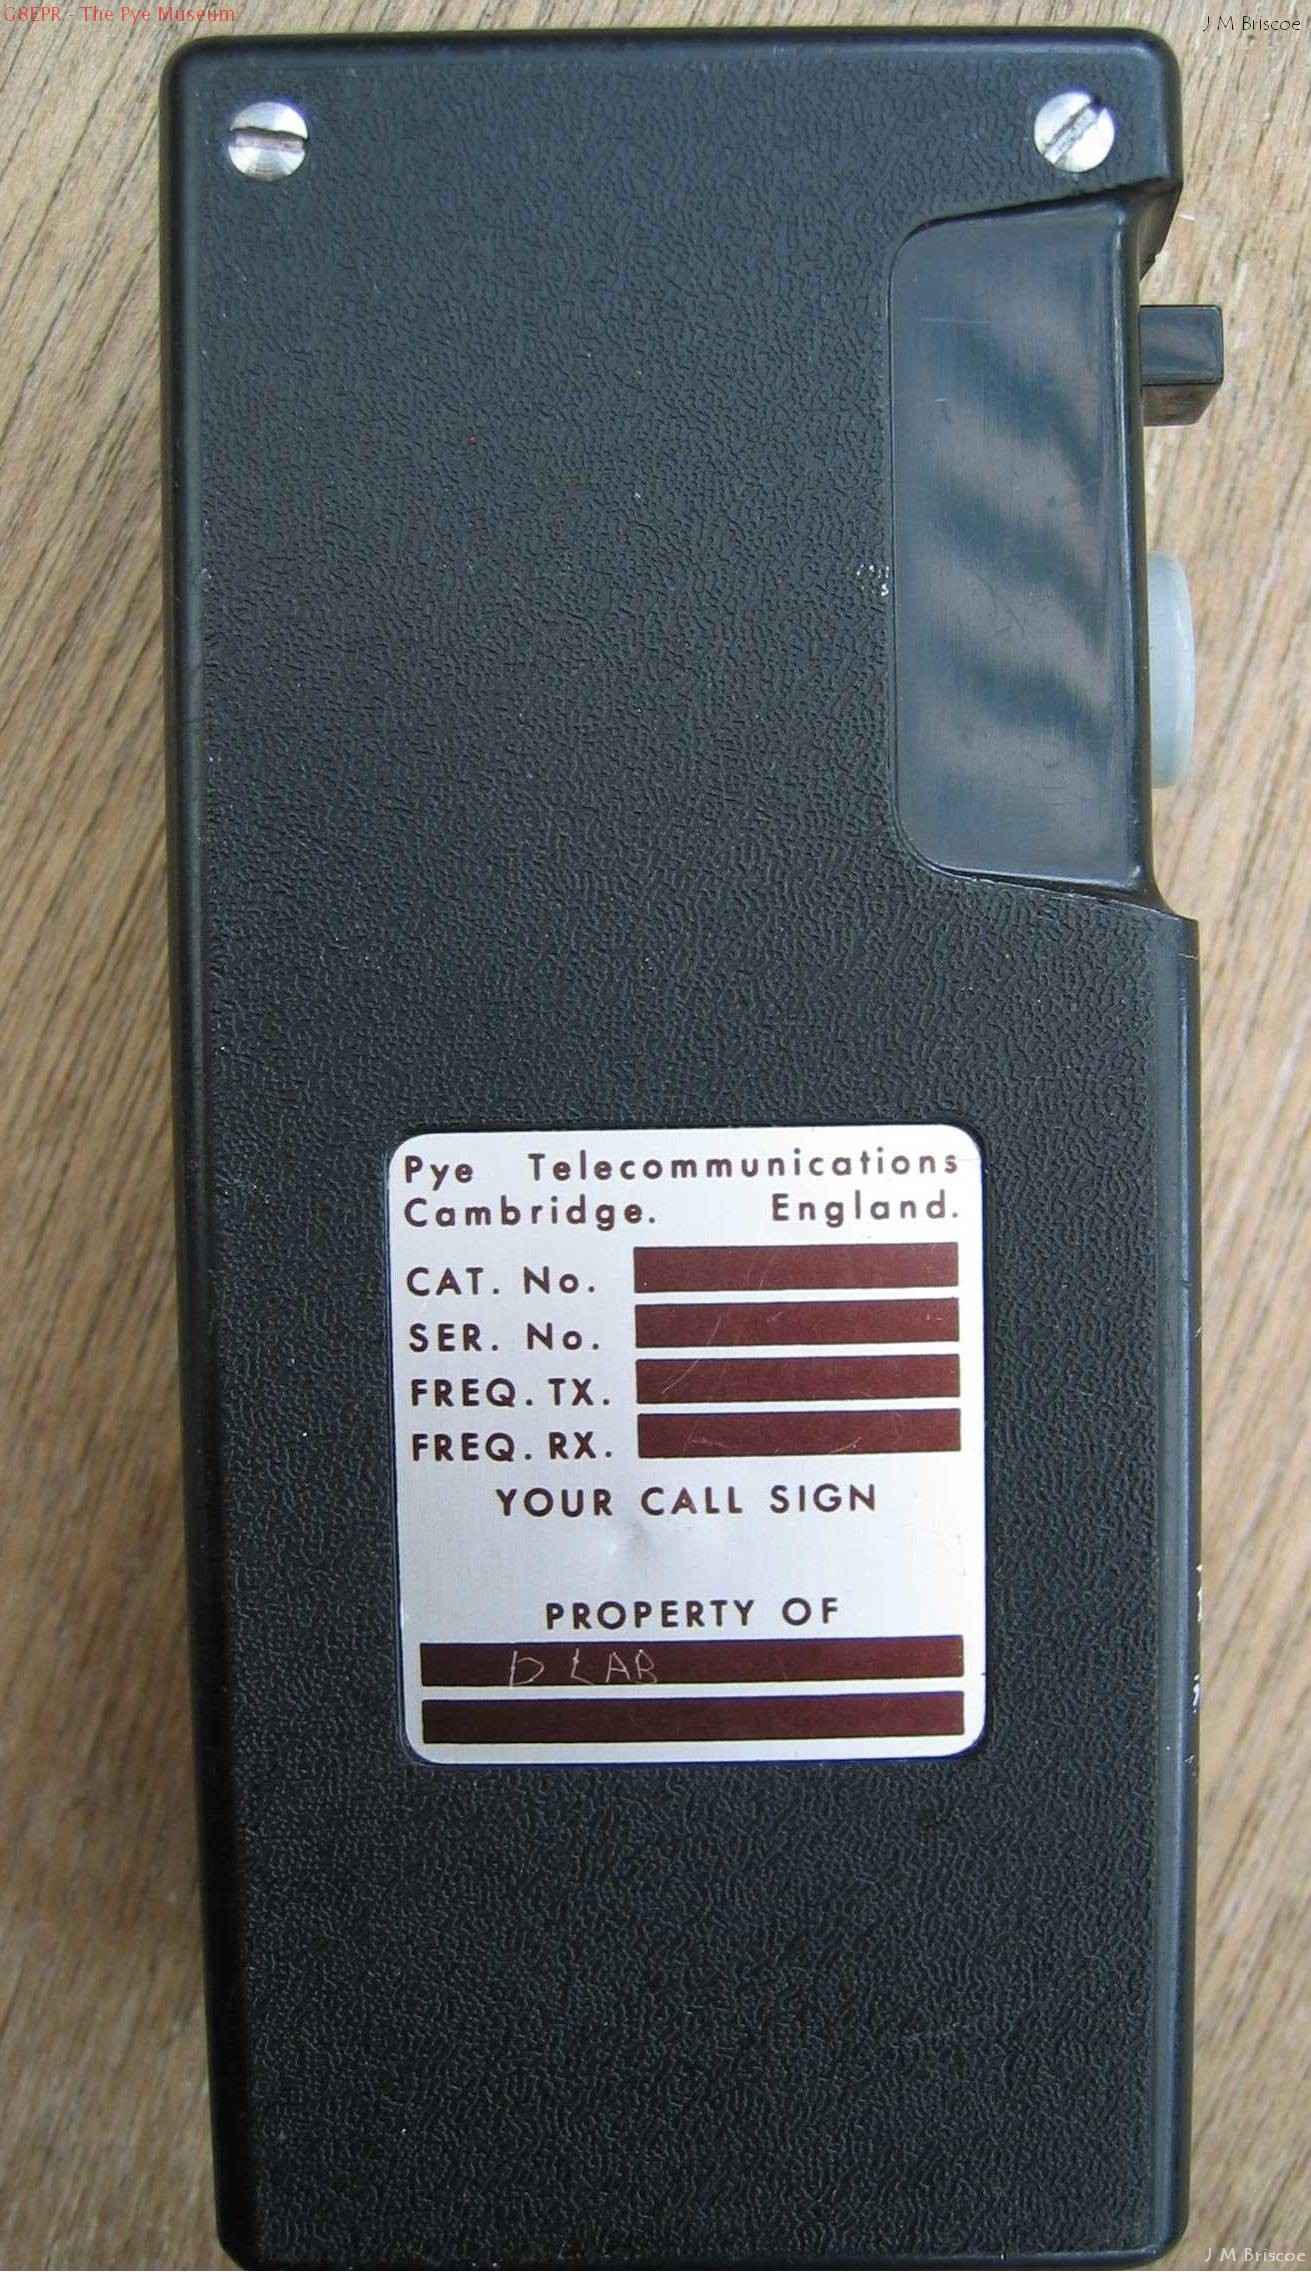 G8EPR - The Pye Museum
J M Briscoe
Pye Telecommunications
Cambridge. England.
CAT. No.
SER. No.
FREQ. TX.
FREQ. RX.
YOUR CALL SIGN
PROPERTY OF
D LAB
J M Briscoe